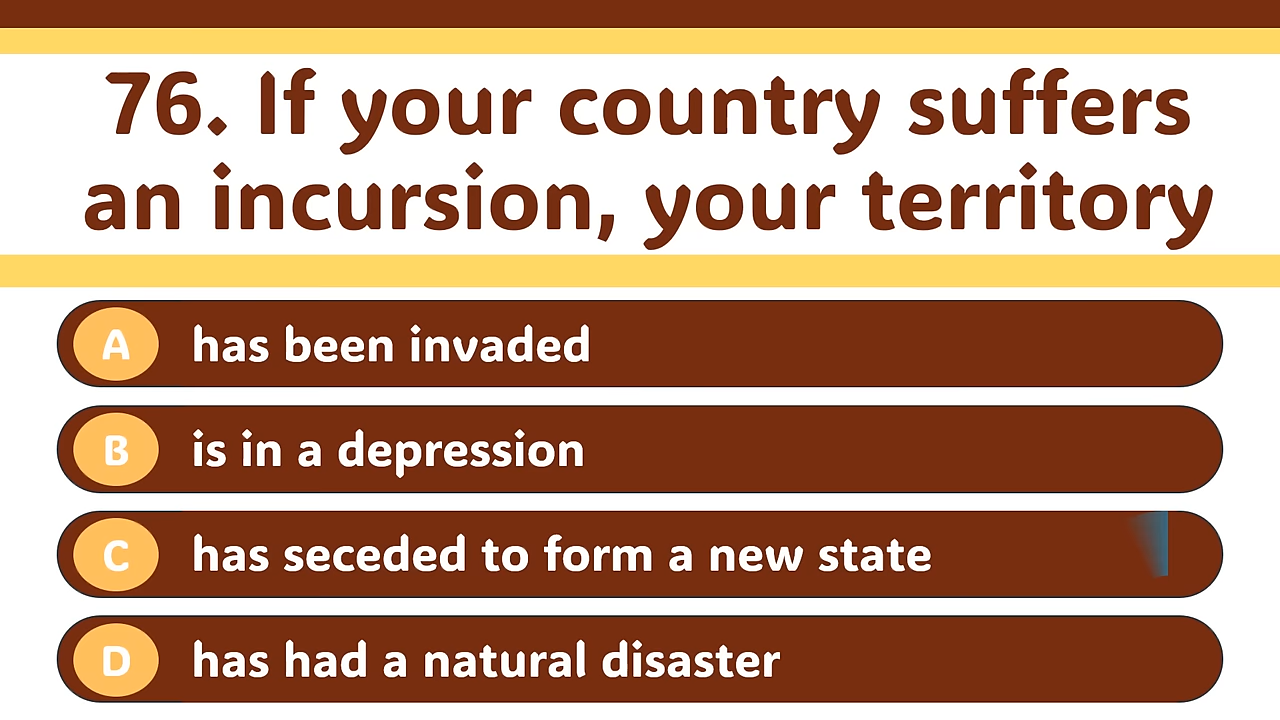 76. If your country suffers
an incursion, your territory
A has been invaded
B is in a depression
C has seceded to form a new state
D has had a natural disaster